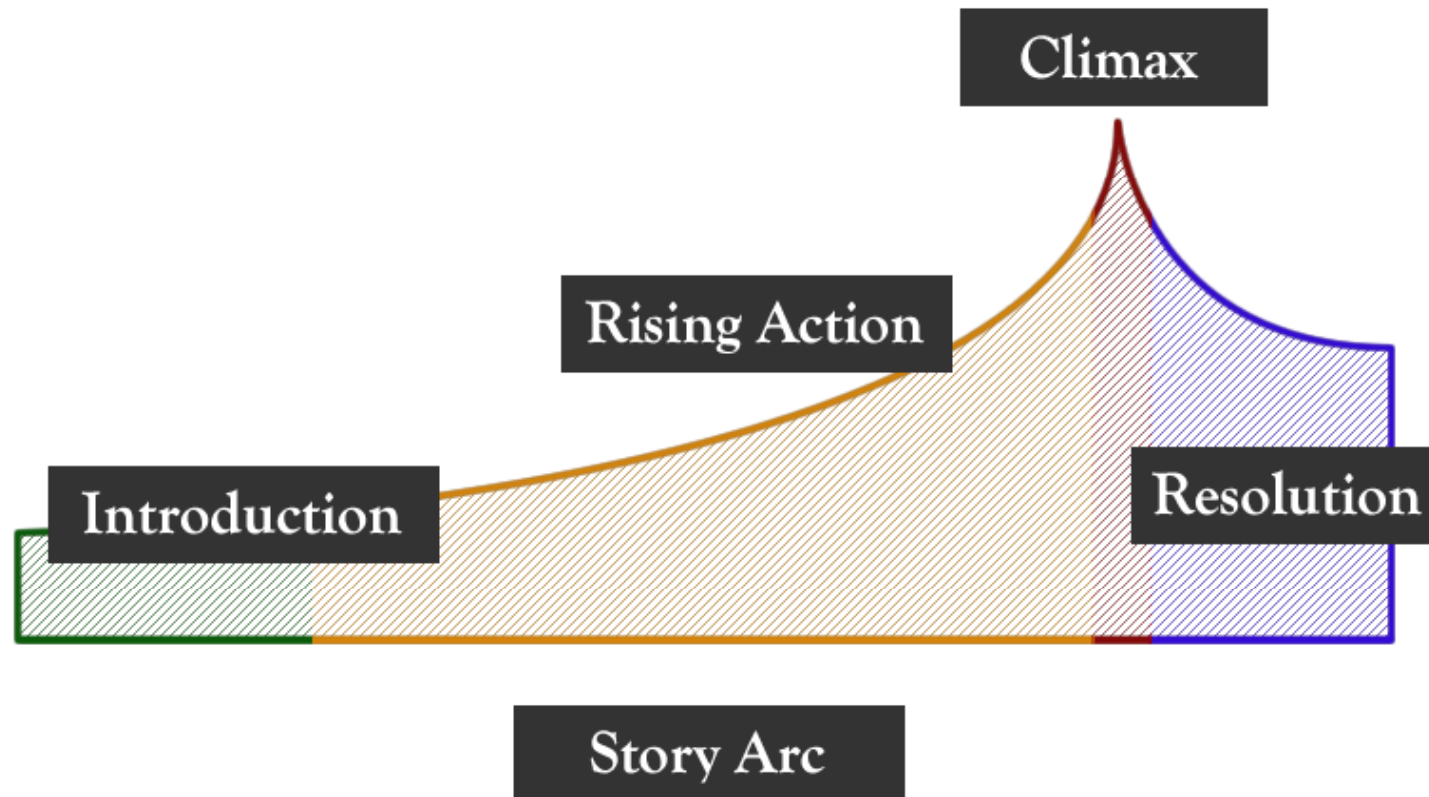 Climax
Rising Action
Introduction
Resolution
Story Arc